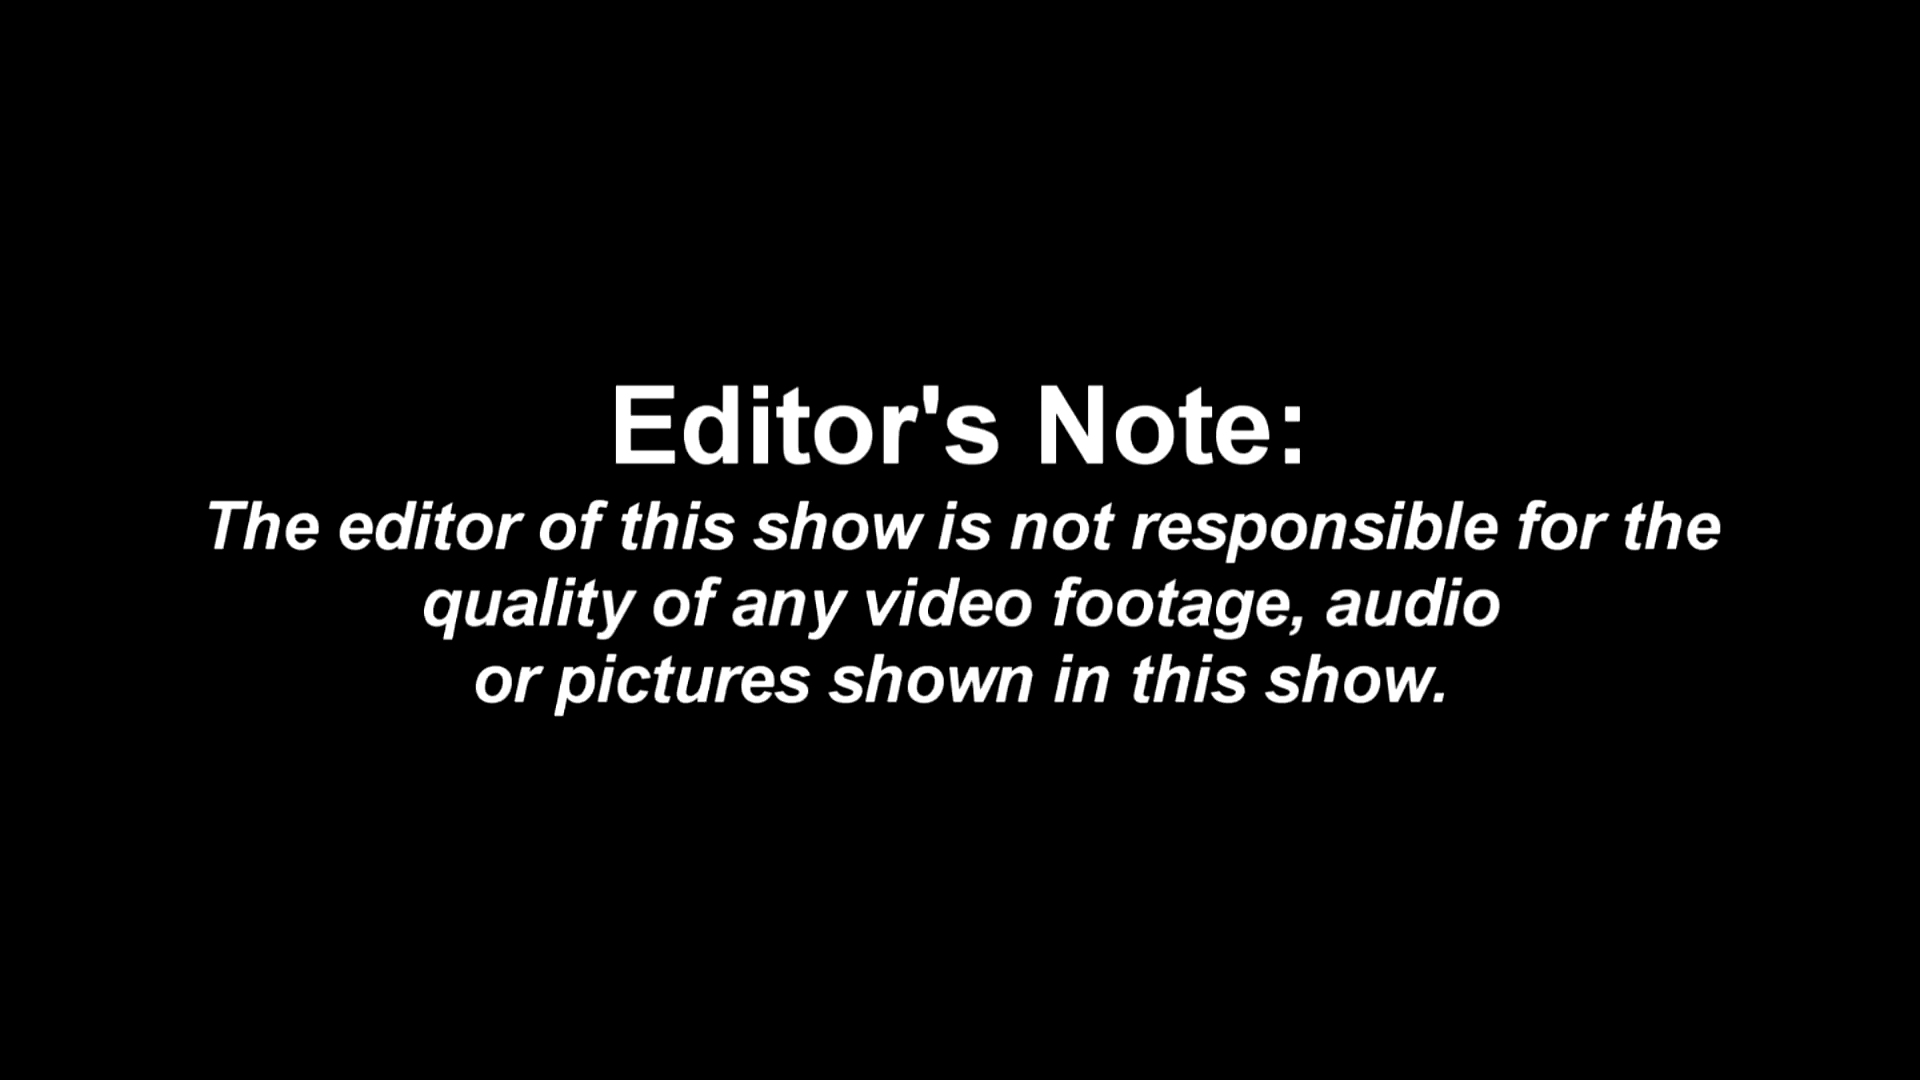 Editor's Note:
The editor of this show is not responsible for the
quality of any video footage, audio
or pictures shown in this show.